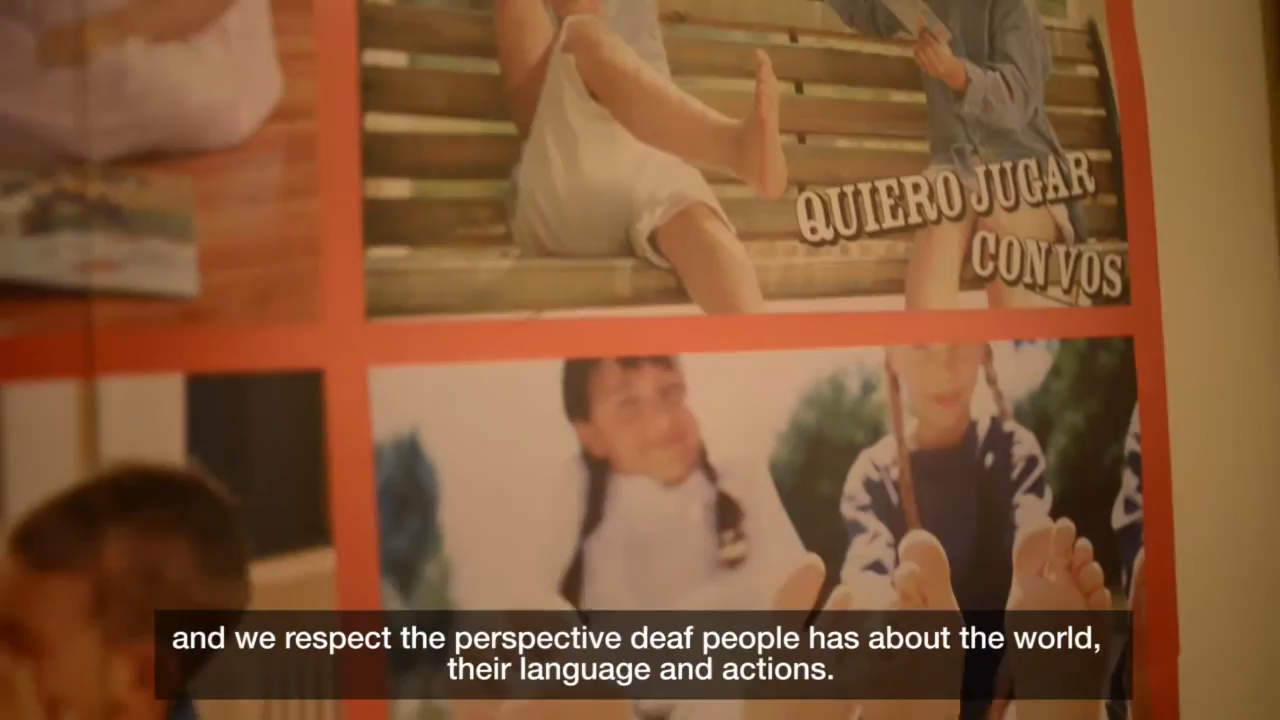 QUIERO JUGAR
CON VOS
and we respect the perspective deaf people has about the world,
their language and actions.